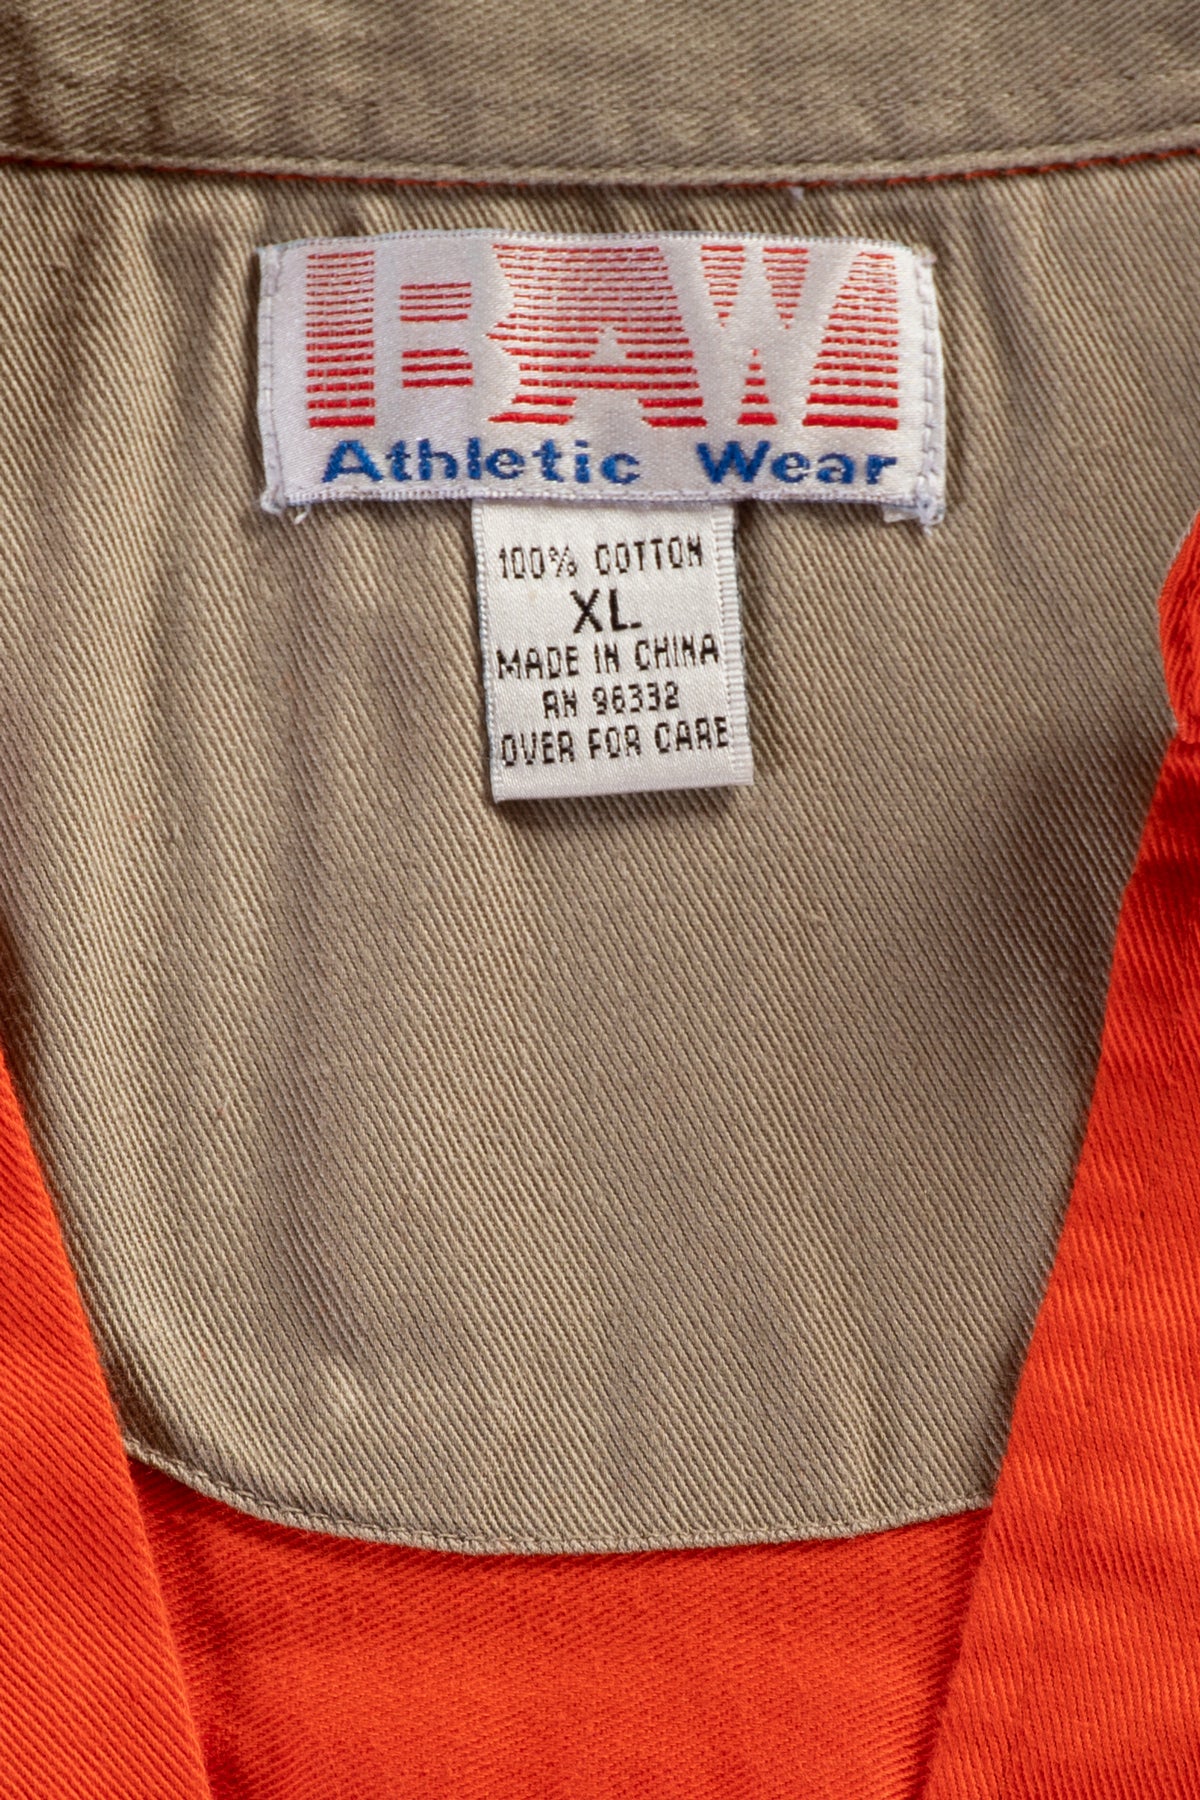 BAW
Athletic Wear
100% COTTON
XL
MADE IN CHINA
RN 96332
OVER FOR CARE